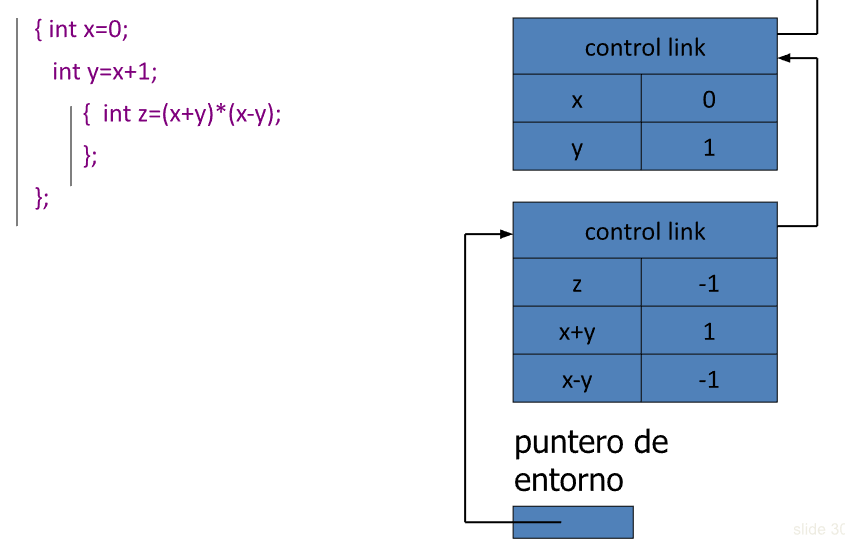 { int x=0;
int y=x+1;
{ int z=(x+y)*(x-y);
};
};
control link
x 0
y 1
control link
z -1
x+y 1
x-y -1
puntero de
entorno
slide 30